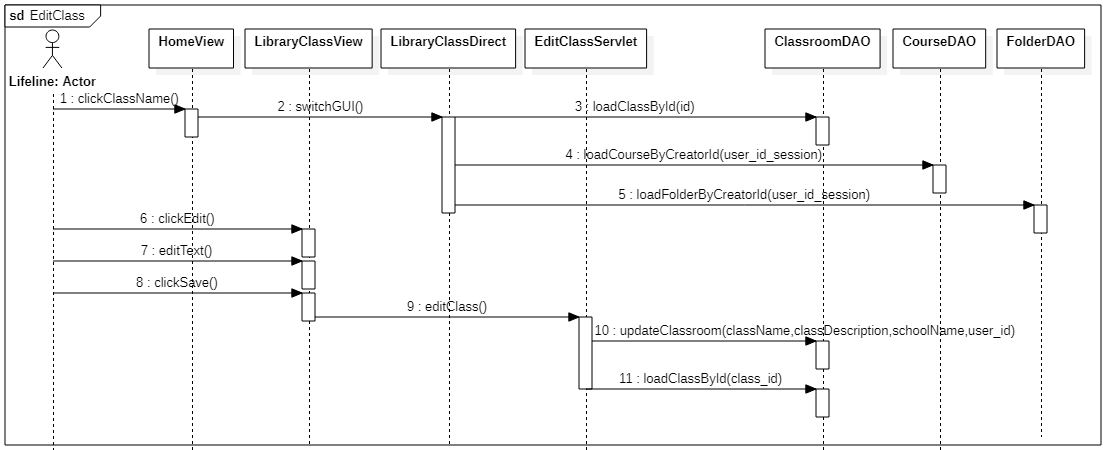 sd EditClass
HomeView
LibraryClassView
LibraryClassDirect
EditClassServlet
ClassroomDAO
CourseDAO
FolderDAO
Lifeline: Actor
1 : clickClassName()
2 : switchGUI()
3 : loadClassById(id)
4 : loadCourseByCreatorId(user_id_session)
5 : loadFolderByCreatorId(user_id_session)
6 : clickEdit()
7 : editText()
8 : clickSave()
9 : editClass()
10 : updateClassroom(className,classDescription,schoolName,user_id)
11 : loadClassById(class_id)